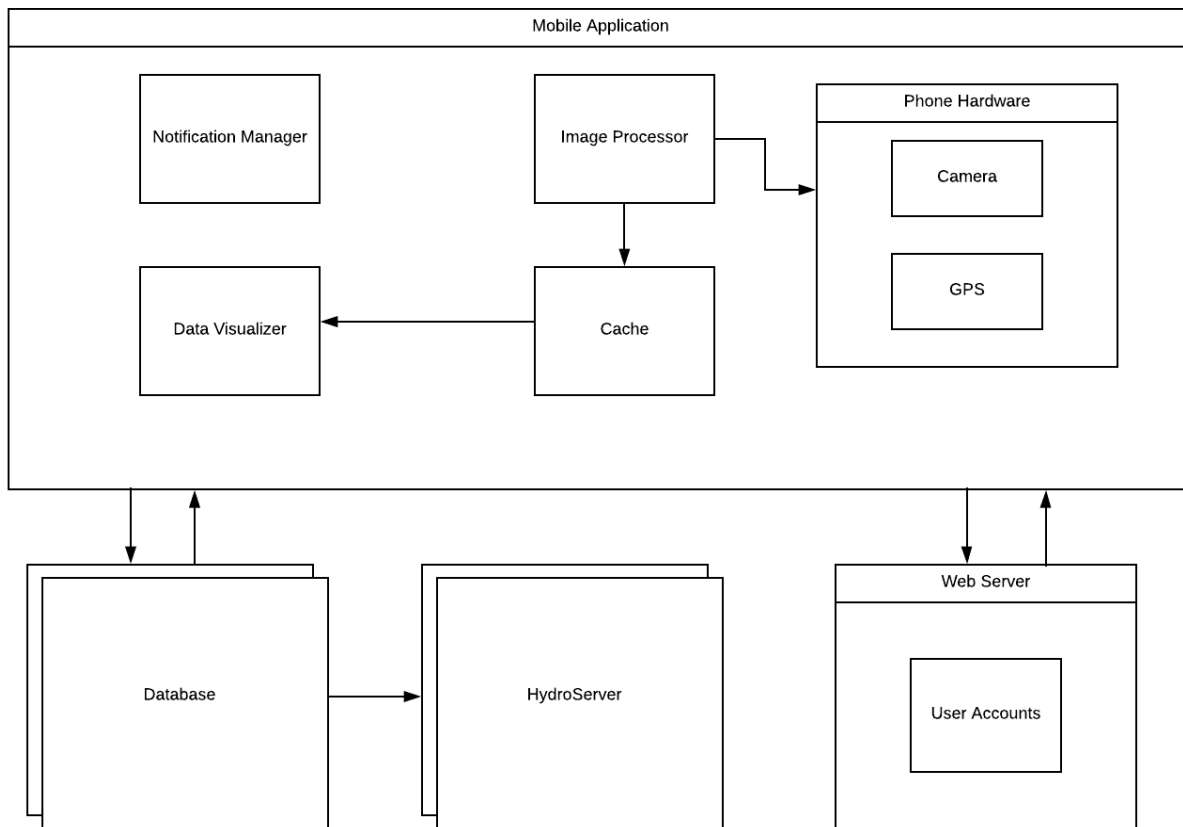 Mobile Application
Phone Hardware
Notification Manager
Image Processor
Camera
GPS
Data Visualizer
Cache
Web Server
Database
HydroServer
User Accounts